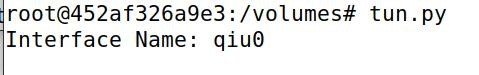 root@452af326a9e3:/volumes# tun.py
Interface Name: qiu0